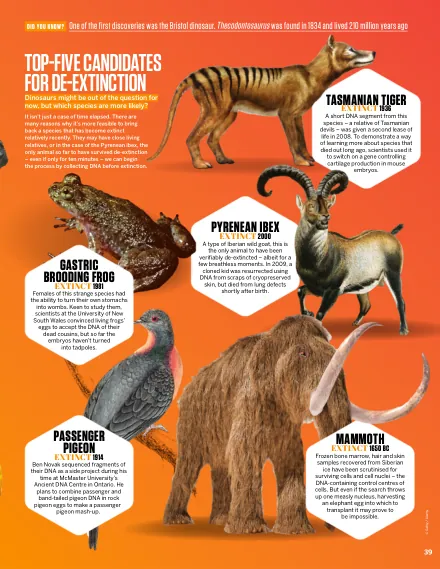 DID YOU KNOW? One of the first discoveries was the Bristol dinosaur. Thecodontosaurus was found in 1834 and lived 210 million years ago
TOP-FIVE CANDIDATES
FOR DE-EXTINCTION
Dinosaurs might be out of the question for
now, but which species are more likely?
It isn't just a case of time elapsed. There are
many reasons why it's more feasible to bring
back a species that has become extinct
relatively recently. They may have close living
relatives, or in the case of the Pyrenean ibex, the
only animal so far to have survived de-extinction
– even if only for ten minutes – we can begin
the process by collecting DNA before extinction.
TASMANIAN TIGER
EXTINCT 1936
A short DNA segment from this
species – a relative of Tasmanian
devils – was given a second lease of
life in 2008. To demonstrate a way
of learning more about species that
died out long ago, scientists used it
to switch on a gene controlling
cartilage production in mouse
embryos.
PYRENEAN IBEX
EXTINCT 2000
A type of Iberian wild goat, this is
the only animal to have been
verifiably de-extincted – albeit for a
few breathless moments. In 2009, a
cloned kid was resurrected using
DNA from scraps of cryopreserved
skin, but died from lung defects
shortly after birth.
GASTRIC
BROODING FROG
EXTINCT 1981
Females of this strange species had
the ability to turn their own stomachs
into wombs. Keen to study them,
scientists at the University of New
South Wales convinced living frogs'
eggs to accept the DNA of their
dead cousins, but so far the
embryos haven't turned
into tadpoles.
PASSENGER
PIGEON
EXTINCT 1914
Ben Novak sequenced fragments of
their DNA as a side project during his
time at McMaster University's
Ancient DNA Centre in Ontario. He
plans to combine passenger and
band-tailed pigeon DNA in rock
pigeon eggs to make a passenger
pigeon mash-up.
MAMMOTH
EXTINCT 1650 BC
Frozen bone marrow, hair and skin
samples recovered from Siberian
ice have been scrutinised for
surviving cells and cell nuclei – the
DNA-containing control centres of
cells. But even if the search throws
up one measly nucleus, harvesting
an elephant egg into which to
transplant it may prove to
be impossible.
39